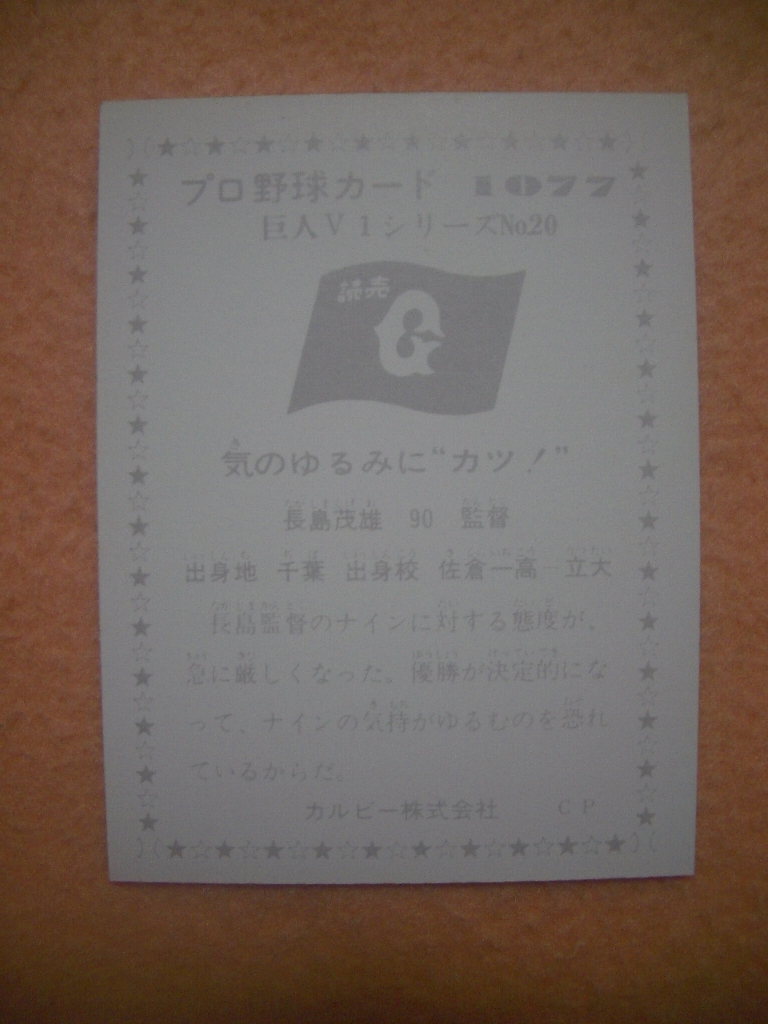 プロ野球カード 1977
巨人V1シリーズNo.20
読売
G
気のゆるみに“カツ！”
長島茂雄 90 監督
出身地 千葉 出身校 佐倉一高―立大
長島監督のナインに対する態度が、
急に厳しくなった。優勝が決定的にな
って、ナインの気持がゆるむのを恐れ
ているからだ。
カルビー株式会社 CP